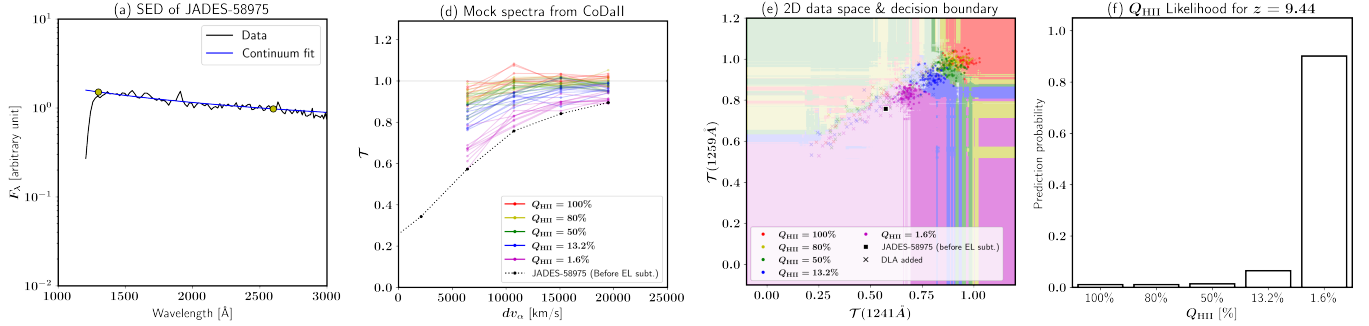 (a) SED of JADES-58975
Data
Continuum fit
10¹
10⁰
10⁻¹
10⁻²
F_λ [arbitrary unit]
1000 1500 2000 2500 3000
Wavelength [Å]
(d) Mock spectra from CoDaII
1.2
1.0
0.8
0.6
0.4
0.2
0.0
𝒯
Q_HII = 100%
Q_HII = 80%
Q_HII = 50%
Q_HII = 13.2%
Q_HII = 1.6%
JADES-58975 (Before EL subt.)
0 5000 10000 15000 20000 25000
dv_α [km/s]
(e) 2D data space & decision boundary
1.2
1.0
0.8
0.6
0.4
0.2
0.0
𝒯(1259Å)
Q_HII = 100%
Q_HII = 80%
Q_HII = 50%
Q_HII = 13.2%
Q_HII = 1.6%
JADES-58975 (before EL subt.)
DLA added
0.00 0.25 0.50 0.75 1.00
𝒯(1241Å)
(f) Q_HII Likelihood for z = 9.44
1.0
0.8
0.6
0.4
0.2
0.0
Prediction probability
100% 80% 50% 13.2% 1.6%
Q_HII [%]